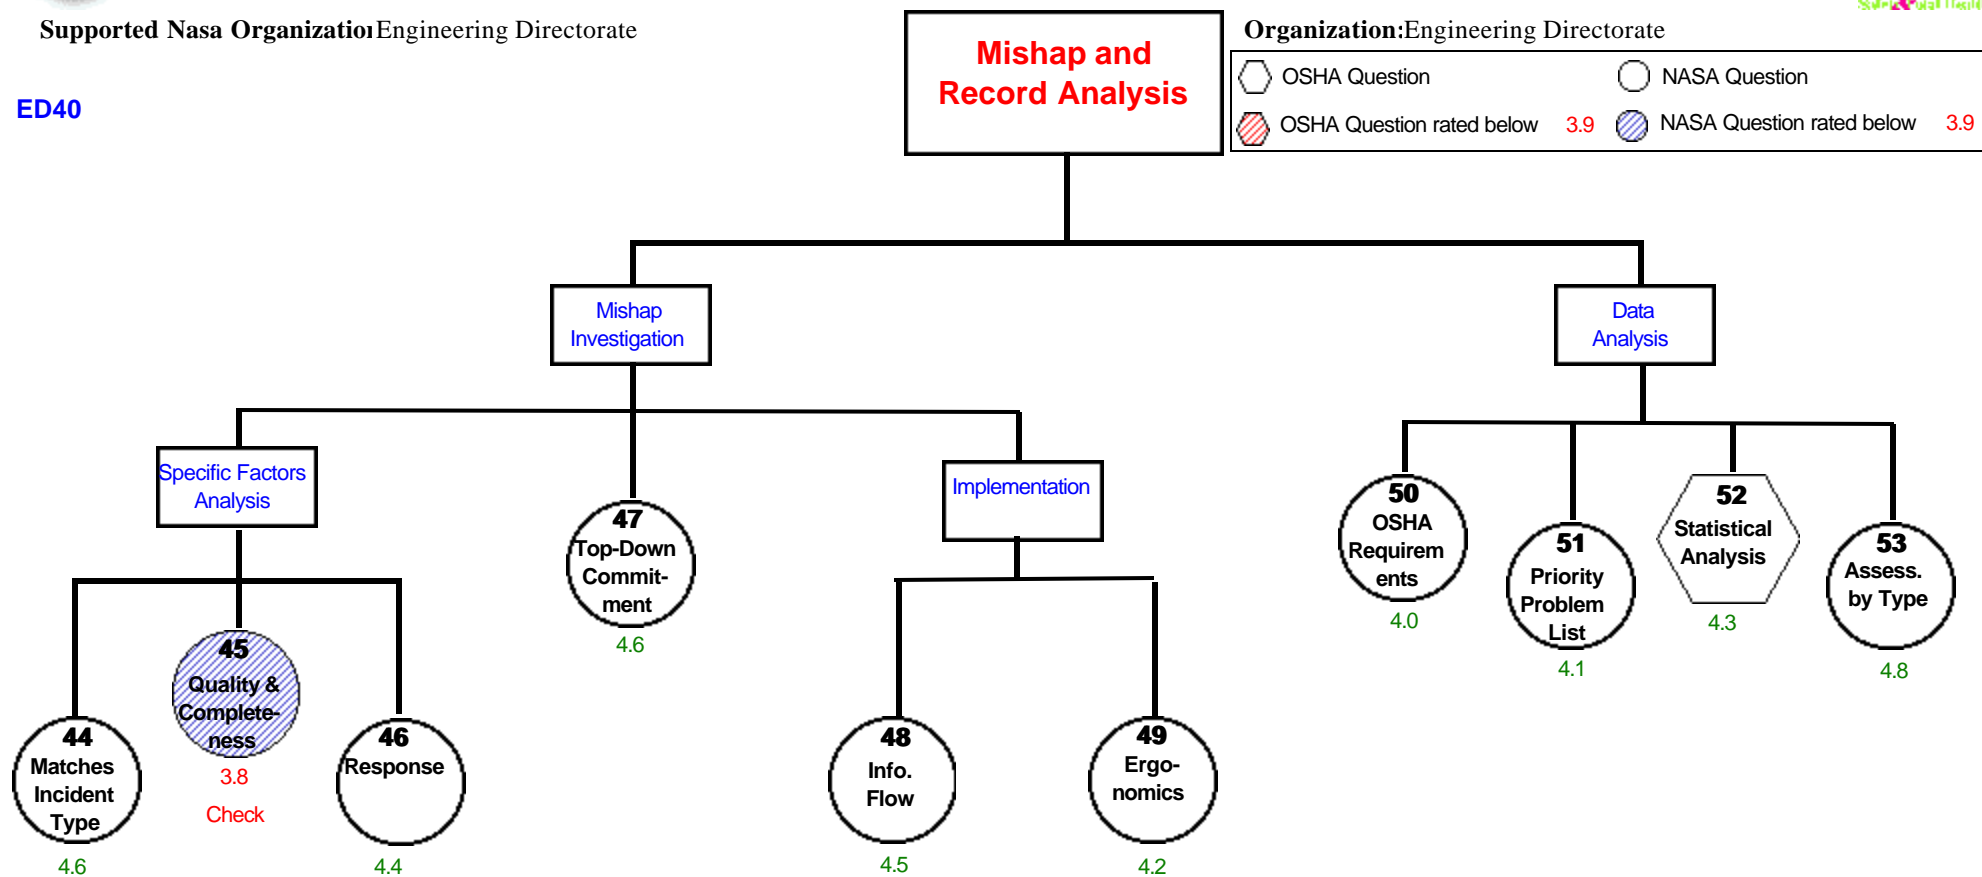 Supported Nasa Organization Engineering Directorate
Organization: Engineering Directorate
Mishap and
Record Analysis
OSHA Question
NASA Question
OSHA Question rated below 3.9
NASA Question rated below 3.9
ED40
Mishap
Investigation
Data
Analysis
Specific Factors
Analysis
47
Top-Down
Commit-
ment
4.6
Implementation
50
OSHA
Requirem
ents
4.0
51
Priority
Problem
List
4.1
52
Statistical
Analysis
4.3
53
Assess.
by Type
4.8
44
Matches
Incident
Type
4.6
45
Quality &
Complete-
ness
3.8
Check
46
Response
4.4
48
Info.
Flow
4.5
49
Ergo-
nomics
4.2